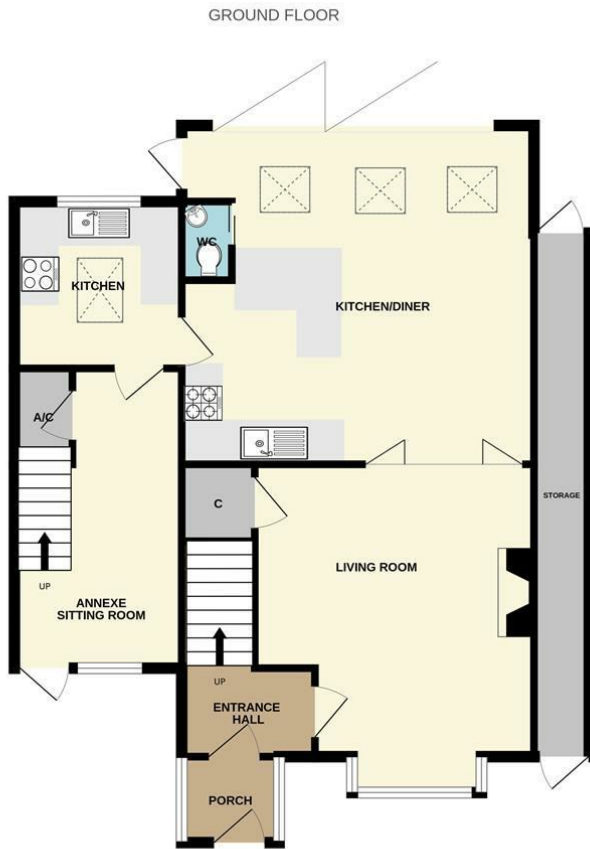 GROUND FLOOR
WC
KITCHEN
KITCHEN/DINER
A/C
C
STORAGE
LIVING ROOM
UP
ANNEXE
SITTING ROOM
UP
ENTRANCE
HALL
PORCH